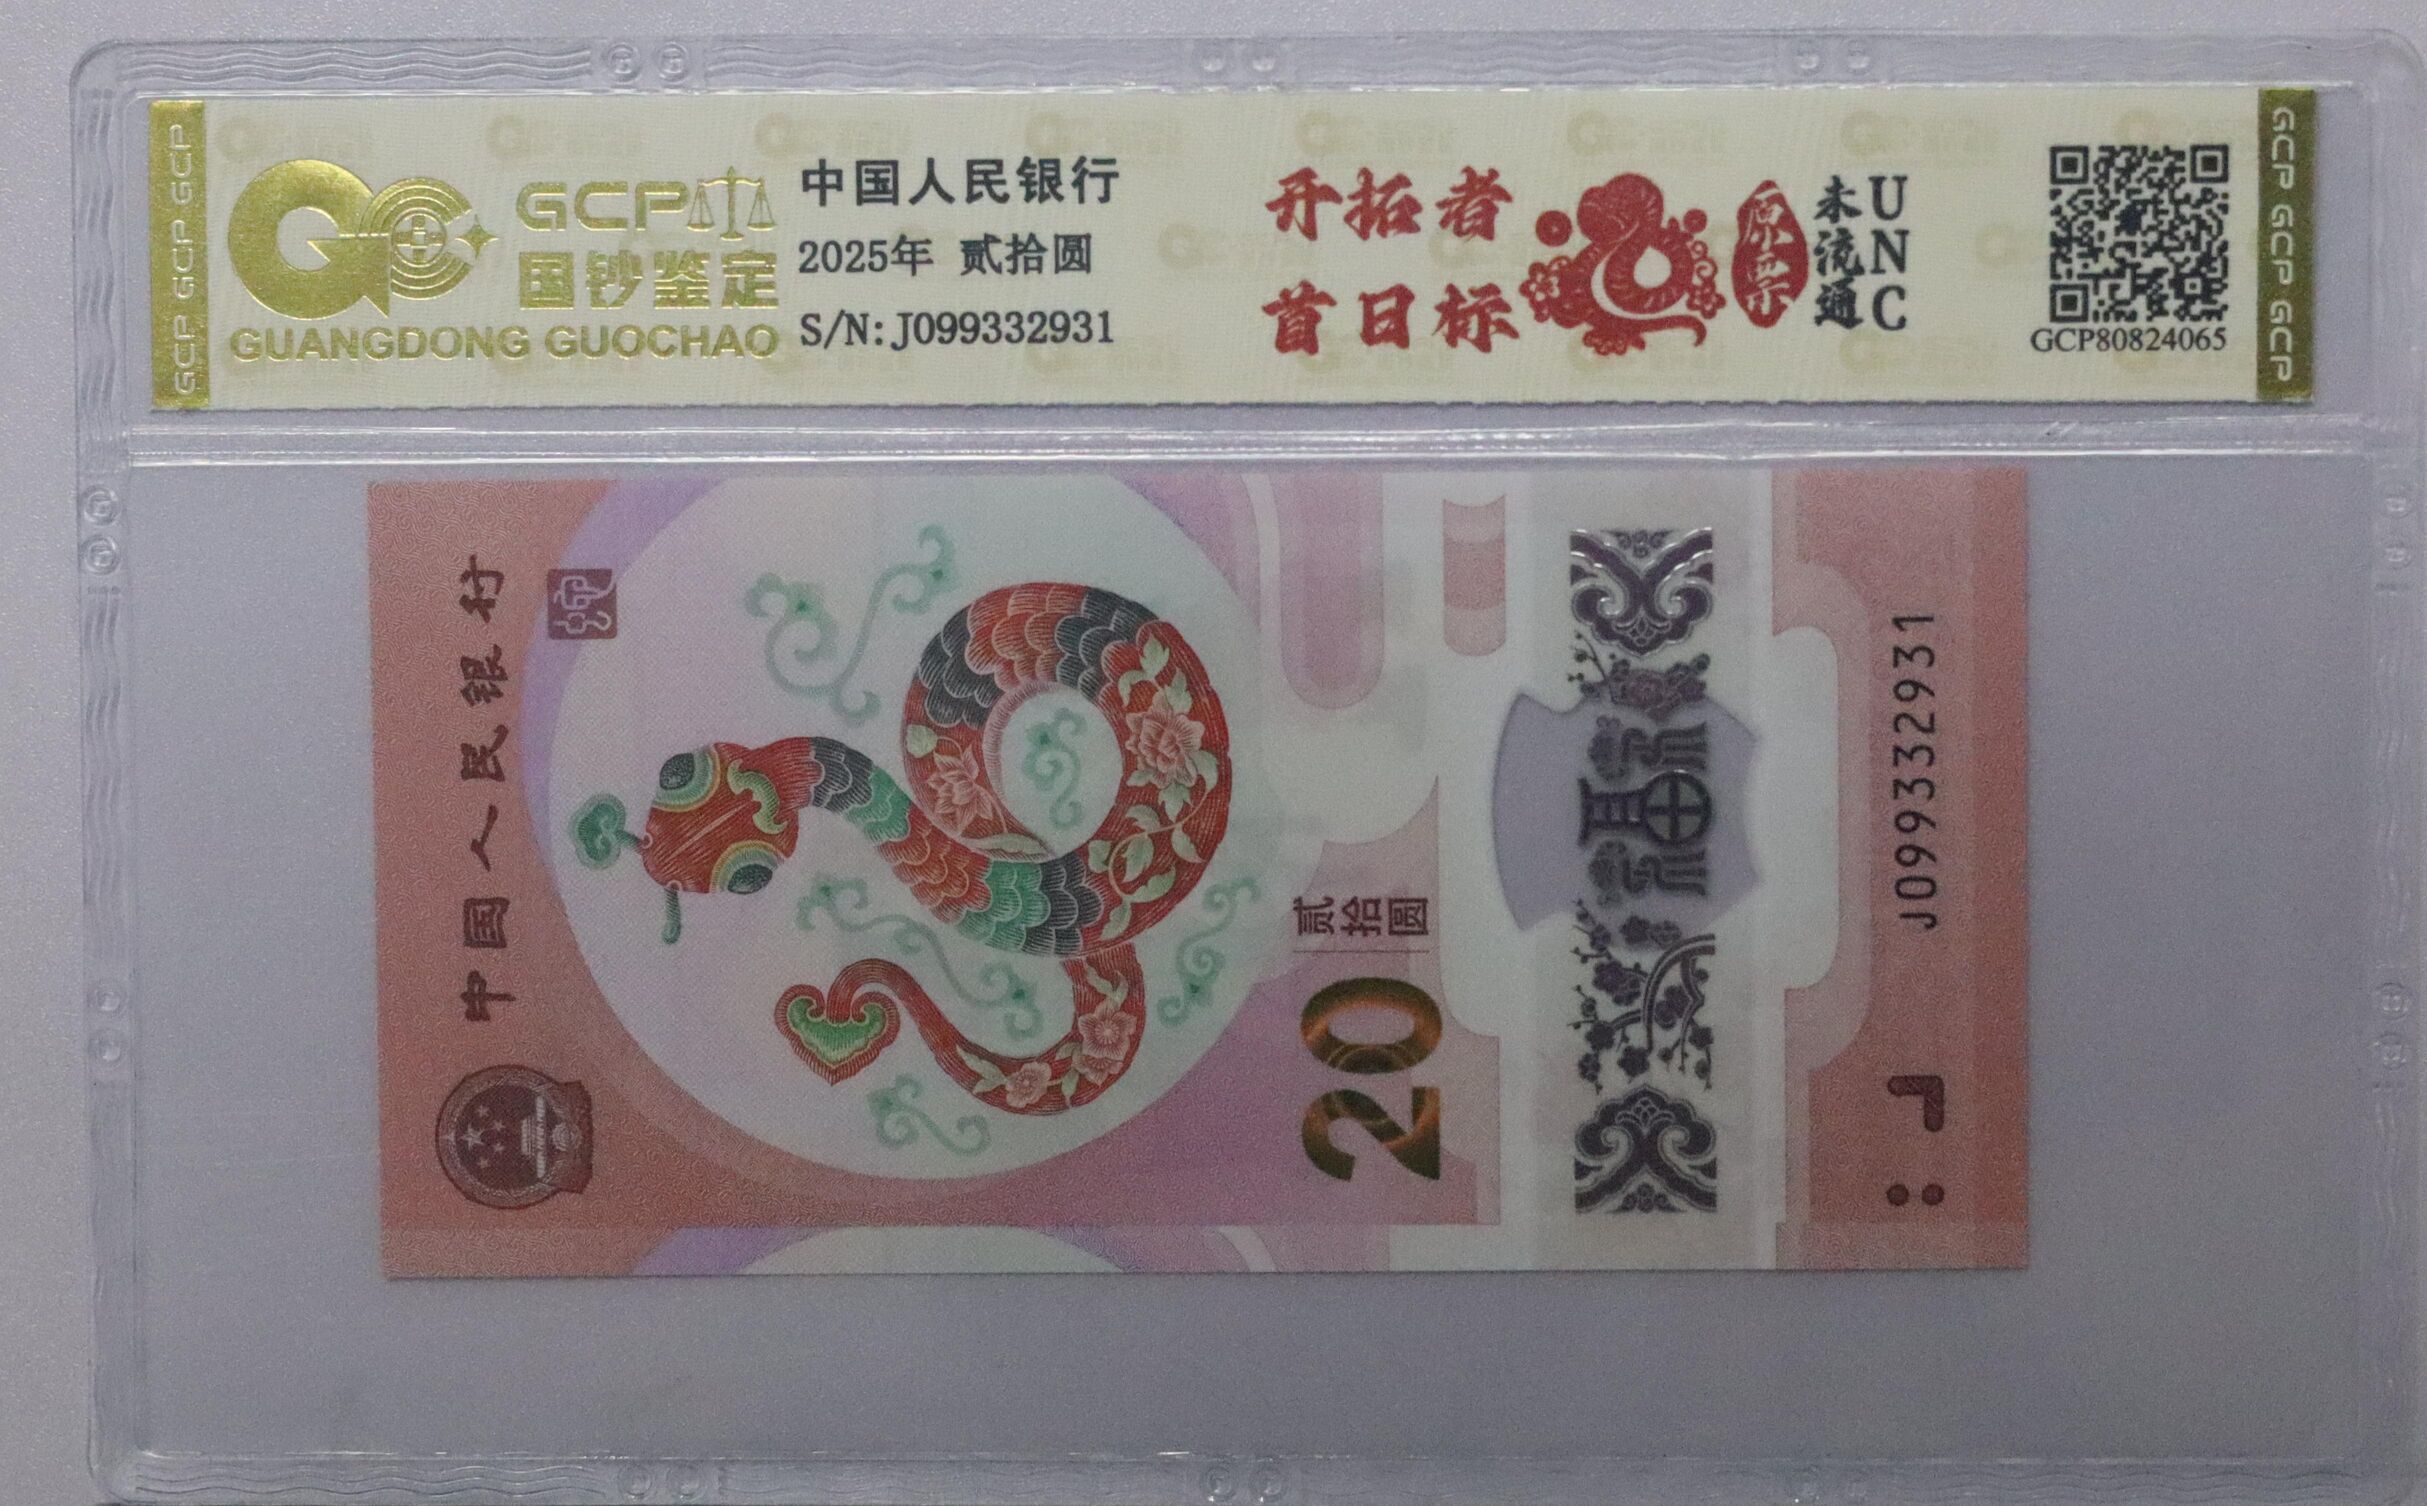 GCP GCP GCP
GCP
国钞鉴定
GUANGDONG GUOCHAO
中国人民银行
2025年 贰拾圆
S/N: J099332931
开拓者
首日标
原票
未流通
UNC
GCP80824065
GCP GCP GCP
中国人民银行
贰拾圆
20
福
J099332931